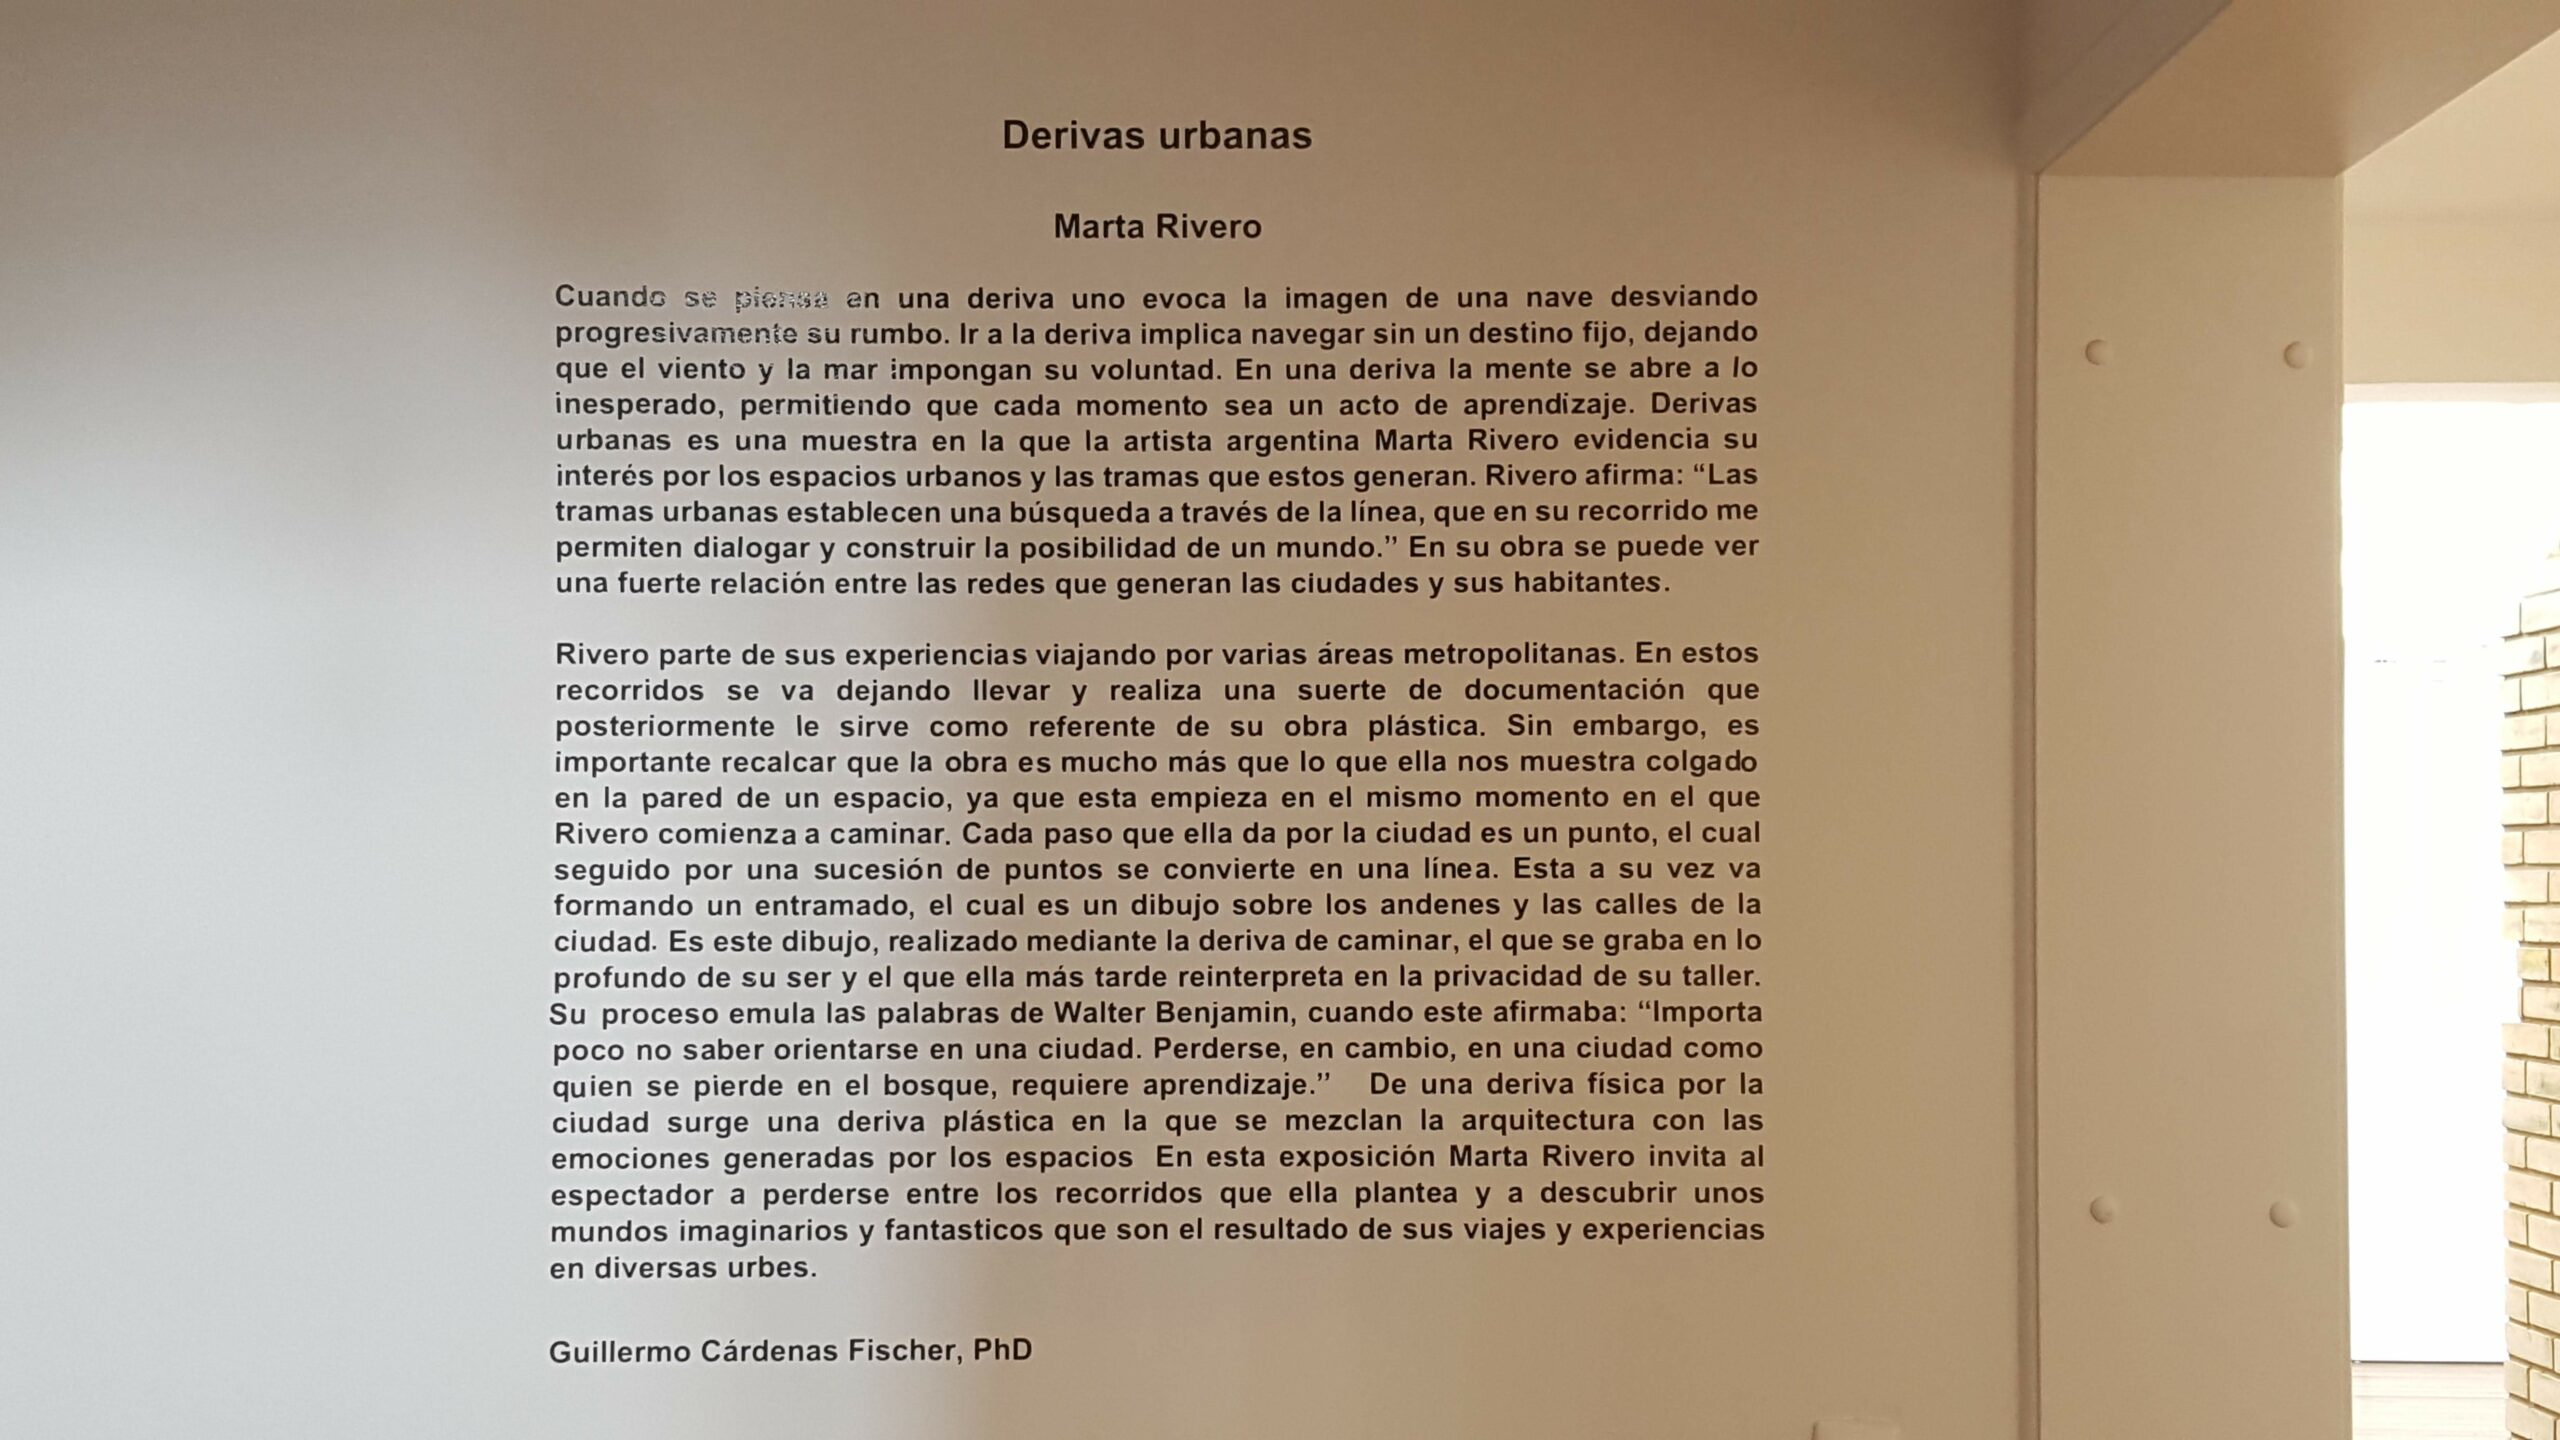 Derivas urbanas
Marta Rivero
Cuando se piensa en una deriva uno evoca la imagen de una nave desviando
progresivamente su rumbo. Ir a la deriva implica navegar sin un destino fijo, dejando
que el viento y la mar impongan su voluntad. En una deriva la mente se abre a lo
inesperado, permitiendo que cada momento sea un acto de aprendizaje. Derivas
urbanas es una muestra en la que la artista argentina Marta Rivero evidencia su
interés por los espacios urbanos y las tramas que estos generan. Rivero afirma: “Las
tramas urbanas establecen una búsqueda a través de la línea, que en su recorrido me
permiten dialogar y construir la posibilidad de un mundo.” En su obra se puede ver
una fuerte relación entre las redes que generan las ciudades y sus habitantes.
Rivero parte de sus experiencias viajando por varias áreas metropolitanas. En estos
recorridos se va dejando llevar y realiza una suerte de documentación que
posteriormente le sirve como referente de su obra plástica. Sin embargo, es
importante recalcar que la obra es mucho más que lo que ella nos muestra colgado
en la pared de un espacio, ya que esta empieza en el mismo momento en el que
Rivero comienza a caminar. Cada paso que ella da por la ciudad es un punto, el cual
seguido por una sucesión de puntos se convierte en una línea. Esta a su vez va
formando un entramado, el cual es un dibujo sobre los andenes y las calles de la
ciudad. Es este dibujo, realizado mediante la deriva de caminar, el que se graba en lo
profundo de su ser y el que ella más tarde reinterpreta en la privacidad de su taller.
Su proceso emula las palabras de Walter Benjamin, cuando este afirmaba: “Importa
poco no saber orientarse en una ciudad. Perderse, en cambio, en una ciudad como
quien se pierde en el bosque, requiere aprendizaje.” De una deriva física por la
ciudad surge una deriva plástica en la que se mezclan la arquitectura con las
emociones generadas por los espacios En esta exposición Marta Rivero invita al
espectador a perderse entre los recorridos que ella plantea y a descubrir unos
mundos imaginarios y fantasticos que son el resultado de sus viajes y experiencias
en diversas urbes.
Guillermo Cárdenas Fischer, PhD